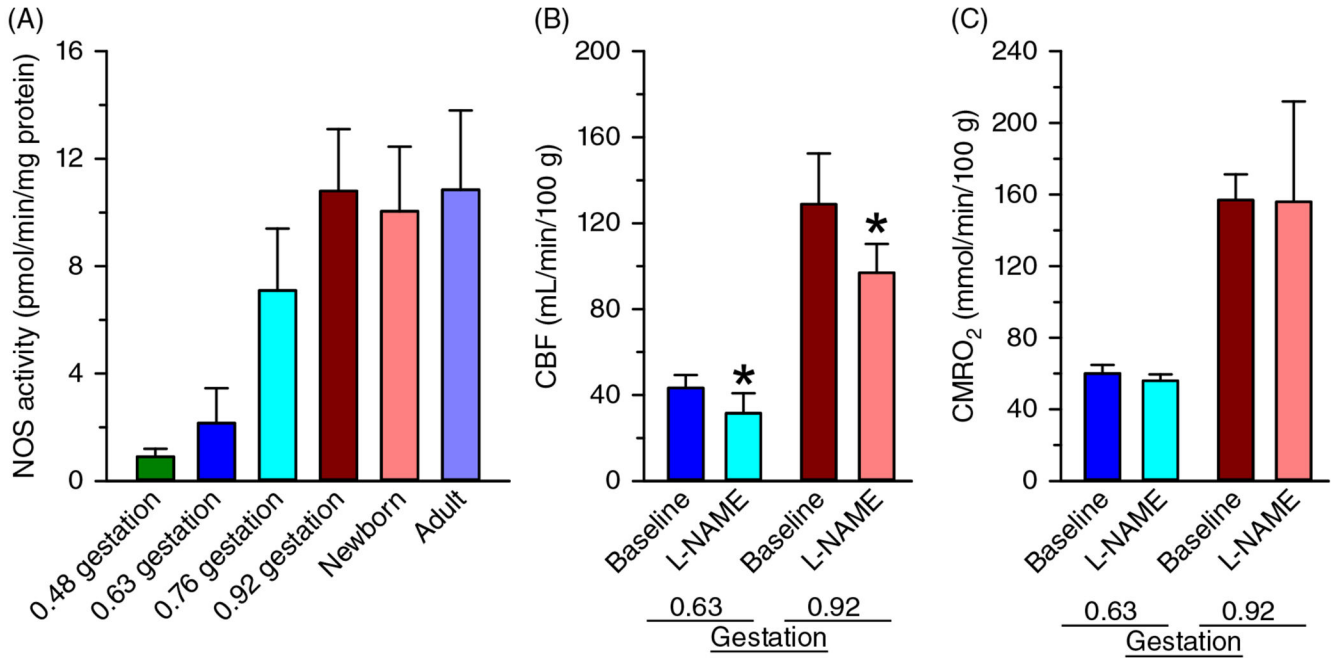 (A)
NOS activity (pmol/min/mg protein)
16
12
8
4
0
0.48 gestation
0.63 gestation
0.76 gestation
0.92 gestation
Newborn
Adult
(B)
CBF (mL/min/100 g)
200
160
120
80
40
0
*
*
Baseline
L-NAME
Baseline
L-NAME
0.63
0.92
Gestation
(C)
CMRO₂ (mmol/min/100 g)
240
200
160
120
80
40
0
Baseline
L-NAME
Baseline
L-NAME
0.63
0.92
Gestation